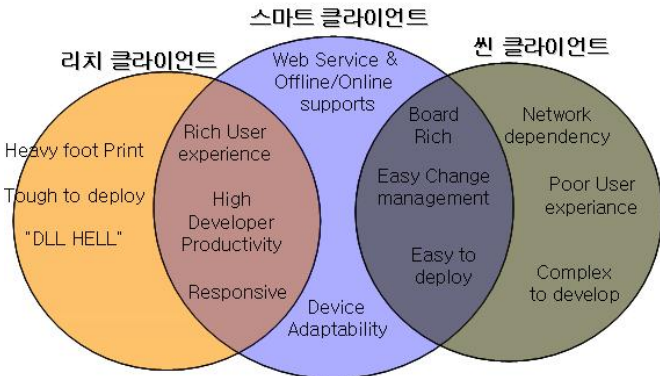 스마트 클라이언트
리치 클라이언트
씬 클라이언트
Heavy foot Print
Tough to deploy
"DLL HELL"
Rich User
experience
High
Developer
Productivity
Responsive
Web Service &
Offline/Online
supports
Device
Adaptability
Board
Rich
Easy Change
management
Easy to
deploy
Network
dependency
Poor User
experiance
Complex
to develop